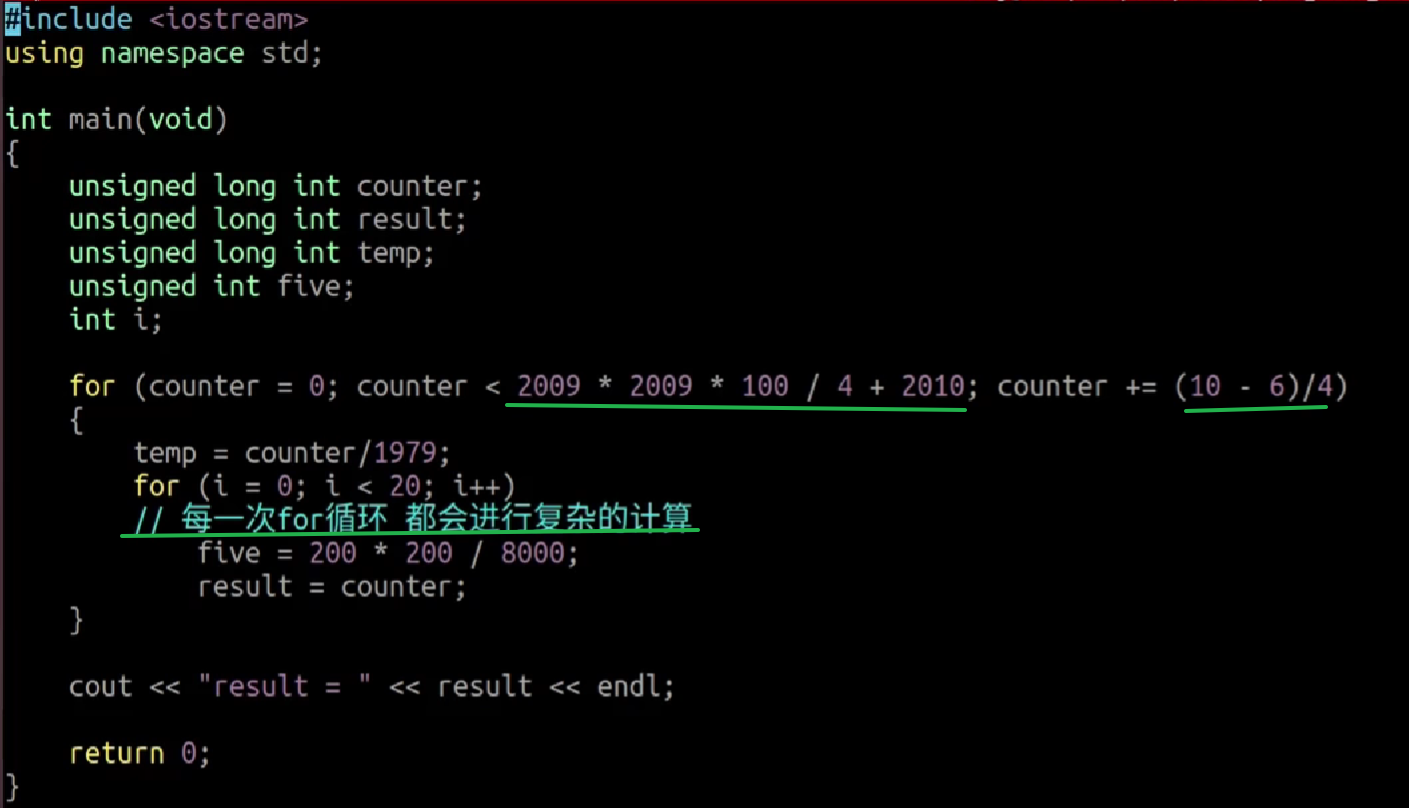 #include <iostream>
using namespace std;
int main(void)
{
unsigned long int counter;
unsigned long int result;
unsigned long int temp;
unsigned int five;
int i;
for (counter = 0; counter < 2009 * 2009 * 100 / 4 + 2010; counter += (10 - 6)/4)
{
temp = counter/1979;
for (i = 0; i < 20; i++)
// 每一次for循环 都会进行复杂的计算
five = 200 * 200 / 8000;
result = counter;
}
cout << "result = " << result << endl;
return 0;
}